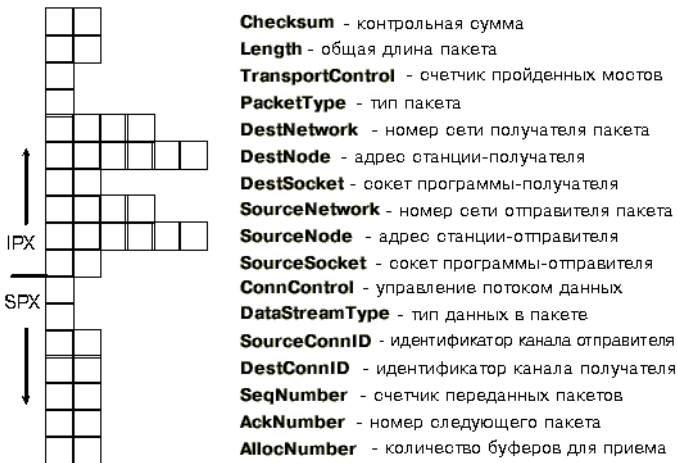 Checksum - контрольная сумма
Length - общая длина пакета
TransportControl - счетчик пройденных мостов
PacketType - тип пакета
DestNetwork - номер сети получателя пакета
DestNode - адрес станции-получателя
DestSocket - сокет программы-получателя
SourceNetwork - номер сети отправителя пакета
SourceNode - адрес станции-отправителя
IPX
SourceSocket - сокет программы-отправителя
ConnControl - управление потоком данных
SPX
DataStreamType - тип данных в пакете
SourceConnID - идентификатор канала отправителя
DestConnID - идентификатор канала получателя
SeqNumber - счетчик переданных пакетов
AckNumber - номер следующего пакета
AllocNumber - количество буферов для приема